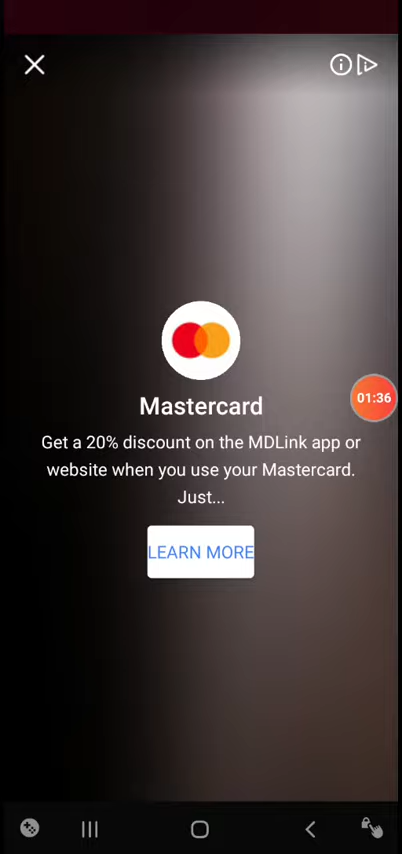 Mastercard
01:36
Get a 20% discount on the MDLink app or
website when you use your Mastercard.
Just...
LEARN MORE